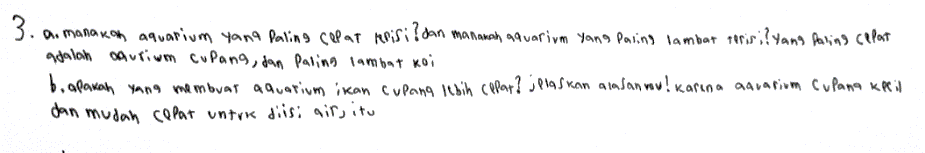 3. a. manakah aquarium yang Paling cepat terisi? dan manakah aquarium yang Paling lambat terisi? yang Paling cepat
adalah aqurium cupang, dan Paling lambat koi
b. apakah yang membuat aquarium ikan cupang lebih cepat? jelaskan alasanmu! karena aquarium cupang kecil
dan mudah cepat untuk diisi air, itu